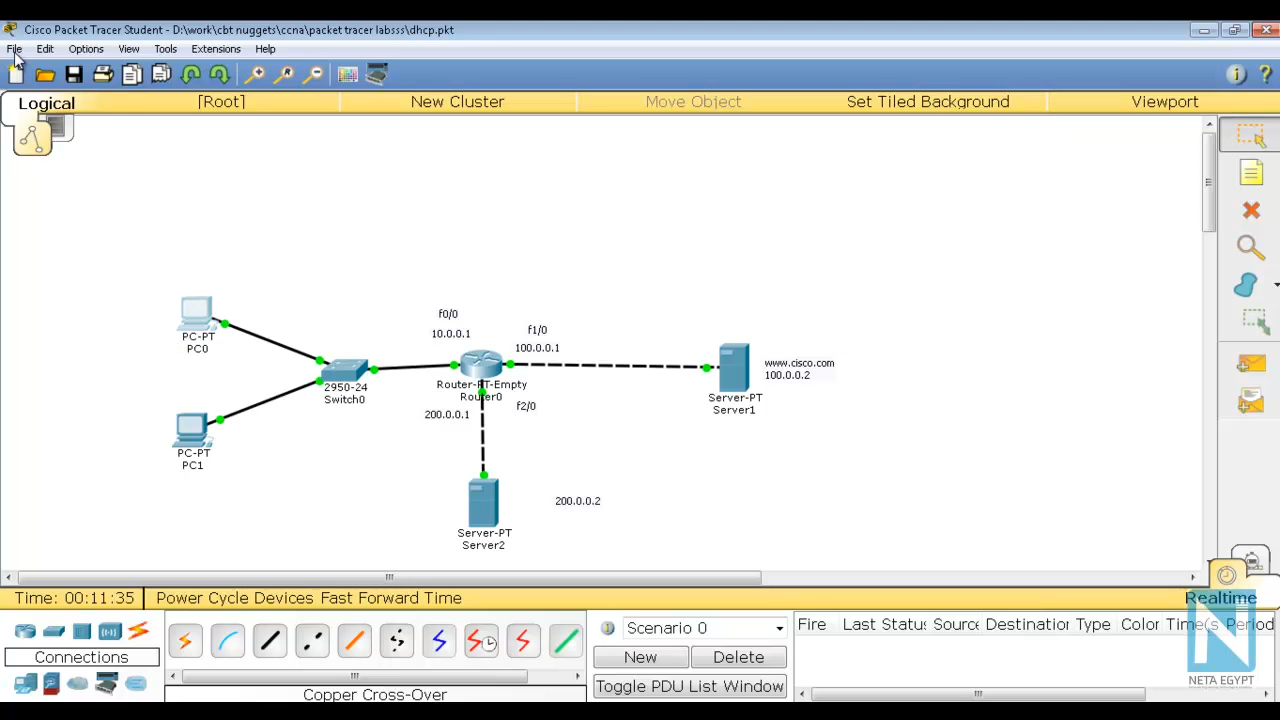 Cisco Packet Tracer Student - D:\work\cbt nuggets\ccna\packet tracer labsss\dhcp.pkt
File Edit Options View Tools Extensions Help
Logical [Root] New Cluster Move Object Set Tiled Background Viewport
f0/0
10.0.0.1
f1/0
100.0.0.1
PC-PT
PC0
www.cisco.com
100.0.0.2
2950-24
Switch0
Router-PT-Empty
Router0
200.0.0.1
f2/0
Server-PT
Server1
PC-PT
PC1
200.0.0.2
Server-PT
Server2
Time: 00:11:35 Power Cycle Devices Fast Forward Time Realtime
Scenario 0
Fire Last Status Source Destination Type Color Time(s Period
Connections
New Delete
Toggle PDU List Window
Copper Cross-Over
NETA EGYPT